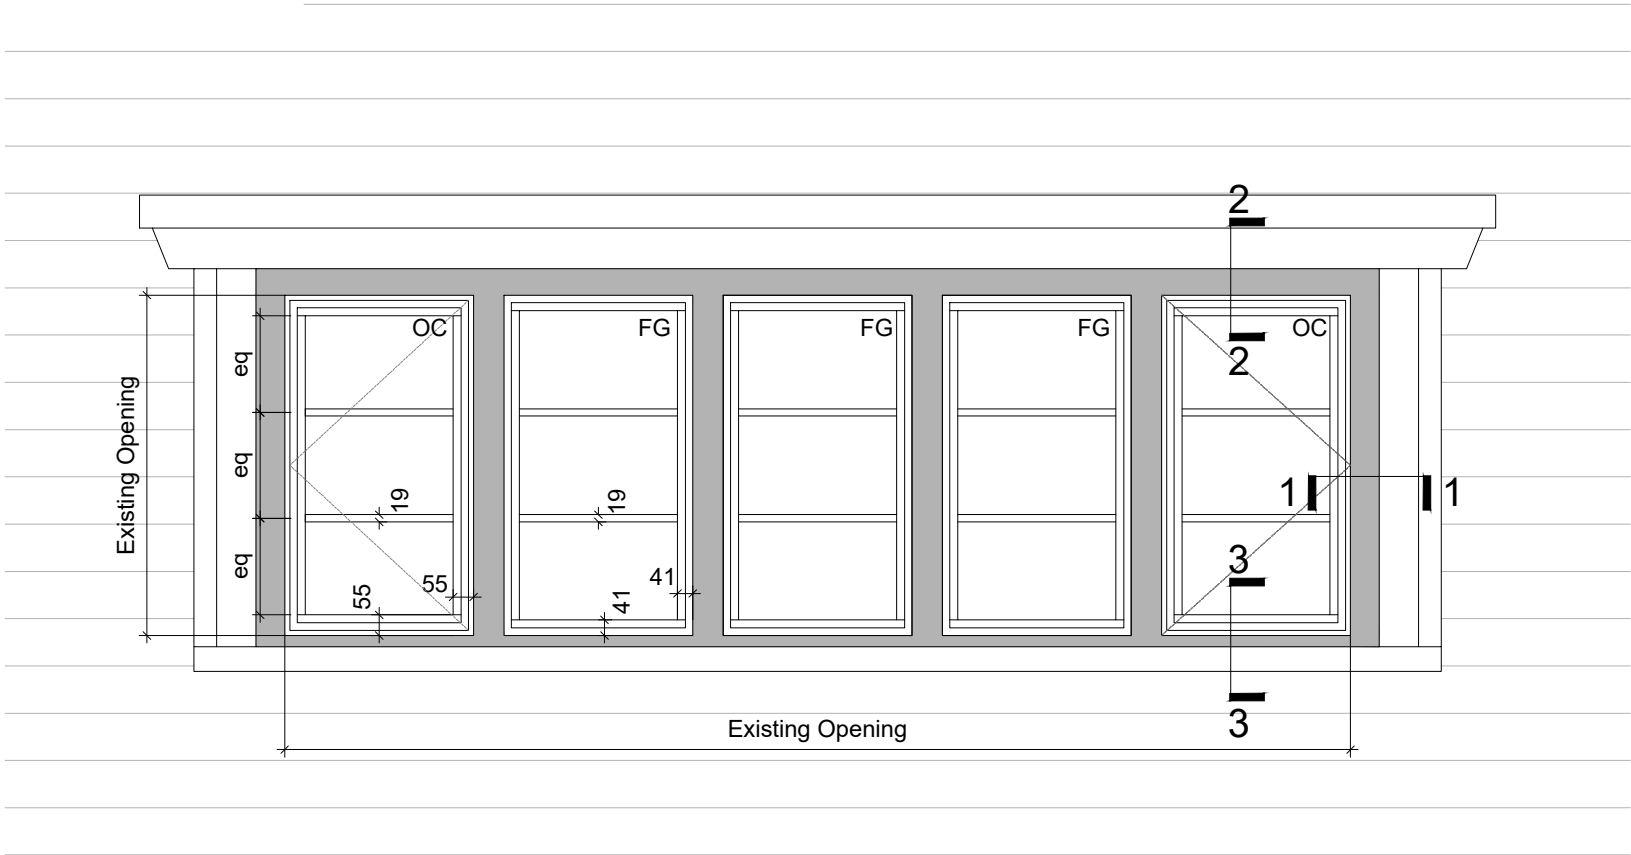 2
OC
FG
FG
FG
OC
2
eq
Existing Opening
eq
19
19
1
1
eq
55
55
41
41
3
3
Existing Opening